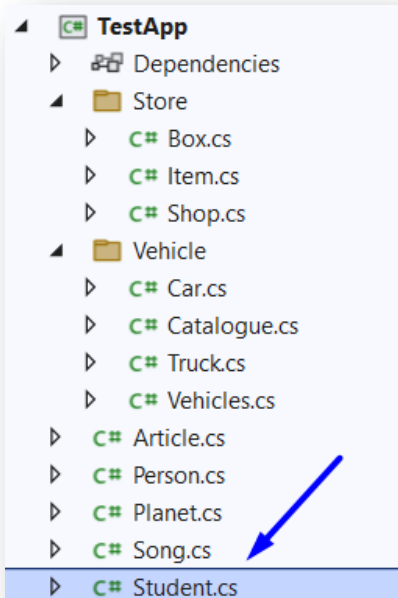 C# TestApp
Dependencies
Store
C# Box.cs
C# Item.cs
C# Shop.cs
Vehicle
C# Car.cs
C# Catalogue.cs
C# Truck.cs
C# Vehicles.cs
C# Article.cs
C# Person.cs
C# Planet.cs
C# Song.cs
C# Student.cs